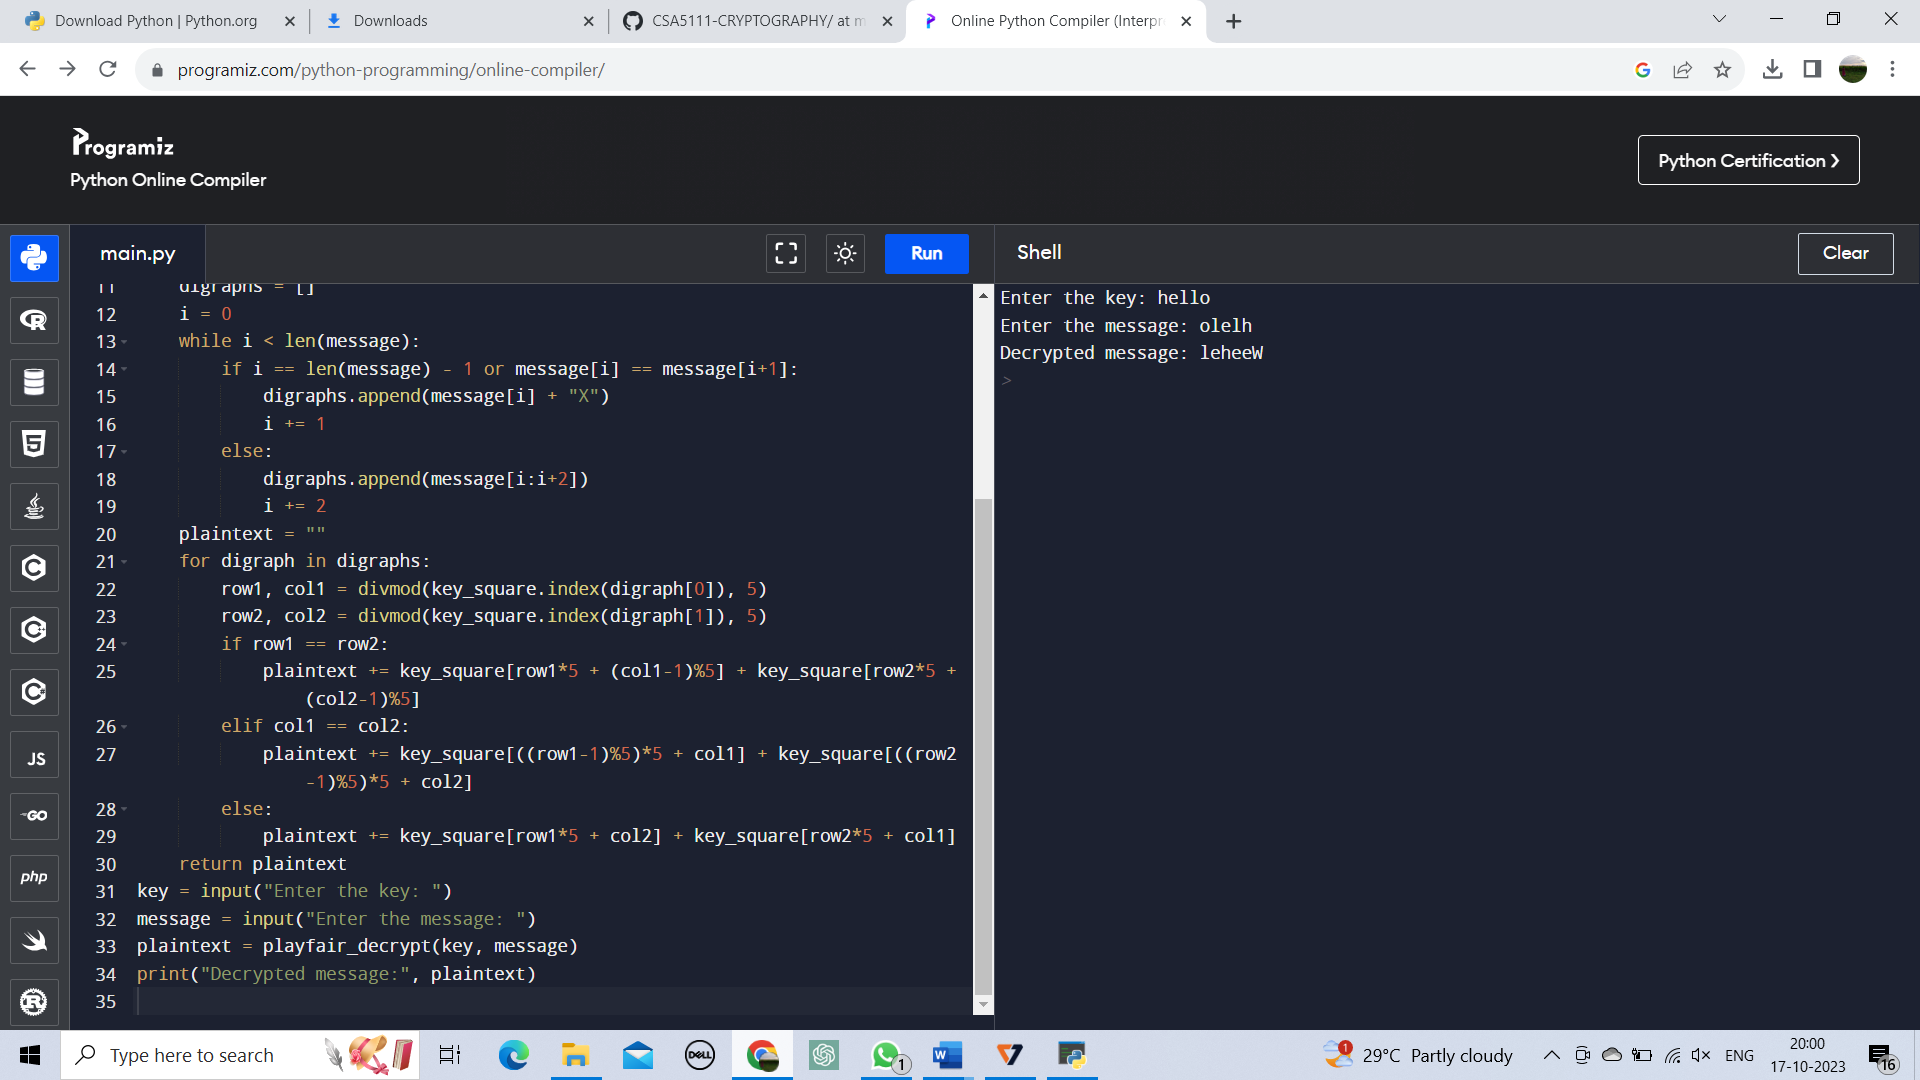 Download Python | Python.org
Downloads
CSA5111-CRYPTOGRAPHY/ at m
Online Python Compiler (Interpr
programiz.com/python-programming/online-compiler/
Programiz
Python Online Compiler
Python Certification ❯
main.py
Run
Shell
Clear
11 digraphs = []
12 i = 0
13 while i < len(message):
14 if i == len(message) - 1 or message[i] == message[i+1]:
15 digraphs.append(message[i] + "X")
16 i += 1
17 else:
18 digraphs.append(message[i:i+2])
19 i += 2
20 plaintext = ""
21 for digraph in digraphs:
22 row1, col1 = divmod(key_square.index(digraph[0]), 5)
23 row2, col2 = divmod(key_square.index(digraph[1]), 5)
24 if row1 == row2:
25 plaintext += key_square[row1*5 + (col1-1)%5] + key_square[row2*5 +
(col2-1)%5]
26 elif col1 == col2:
27 plaintext += key_square[((row1-1)%5)*5 + col1] + key_square[((row2
-1)%5)*5 + col2]
28 else:
29 plaintext += key_square[row1*5 + col2] + key_square[row2*5 + col1]
30 return plaintext
31 key = input("Enter the key: ")
32 message = input("Enter the message: ")
33 plaintext = playfair_decrypt(key, message)
34 print("Decrypted message:", plaintext)
35
Enter the key: hello
Enter the message: olelh
Decrypted message: leheeW
>
JS
GO
php
Type here to search
DELL
1
W
1
29°C Partly cloudy
ENG
20:00
17-10-2023
16